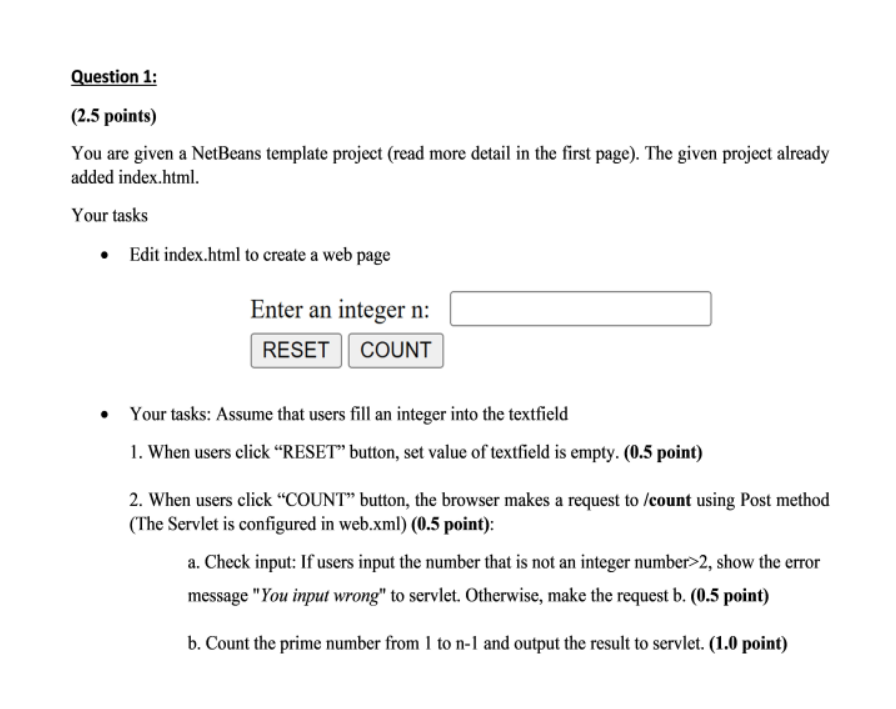 Question 1:
(2.5 points)
You are given a NetBeans template project (read more detail in the first page). The given project already
added index.html.
Your tasks
• Edit index.html to create a web page
Enter an integer n:
RESET COUNT
• Your tasks: Assume that users fill an integer into the textfield
1. When users click “RESET” button, set value of textfield is empty. (0.5 point)
2. When users click “COUNT” button, the browser makes a request to /count using Post method
(The Servlet is configured in web.xml) (0.5 point):
a. Check input: If users input the number that is not an integer number>2, show the error
message "You input wrong" to servlet. Otherwise, make the request b. (0.5 point)
b. Count the prime number from 1 to n-1 and output the result to servlet. (1.0 point)